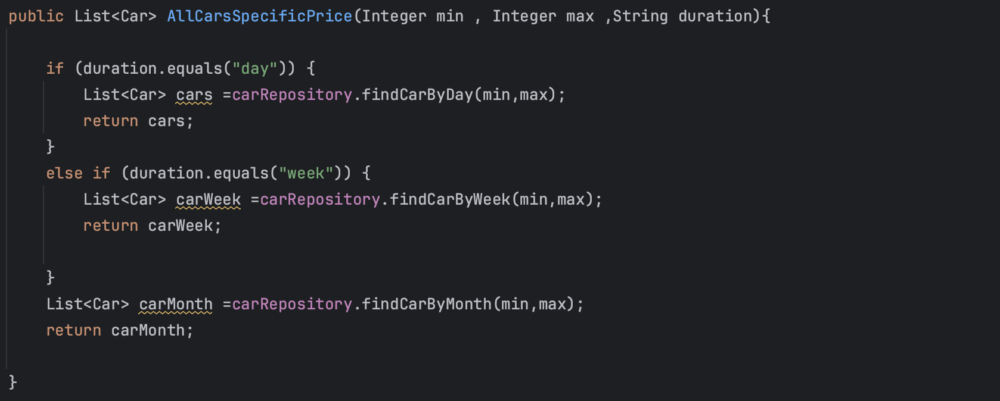 public List<Car> AllCarsSpecificPrice(Integer min , Integer max ,String duration){
if (duration.equals("day")) {
List<Car> cars =carRepository.findCarByDay(min,max);
return cars;
}
else if (duration.equals("week")) {
List<Car> carWeek =carRepository.findCarByWeek(min,max);
return carWeek;
}
List<Car> carMonth =carRepository.findCarByMonth(min,max);
return carMonth;
}